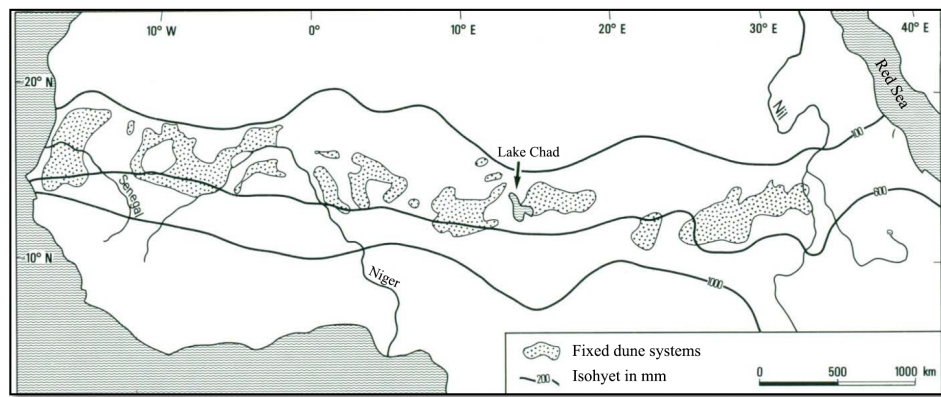 10° W 0° 10° E 20° E 30° E 40° E
20° N
10° N
Red Sea
Nil
Lake Chad
Senegal
Niger
100
600
1000
Fixed dune systems
200 Isohyet in mm
0 500 1000 km